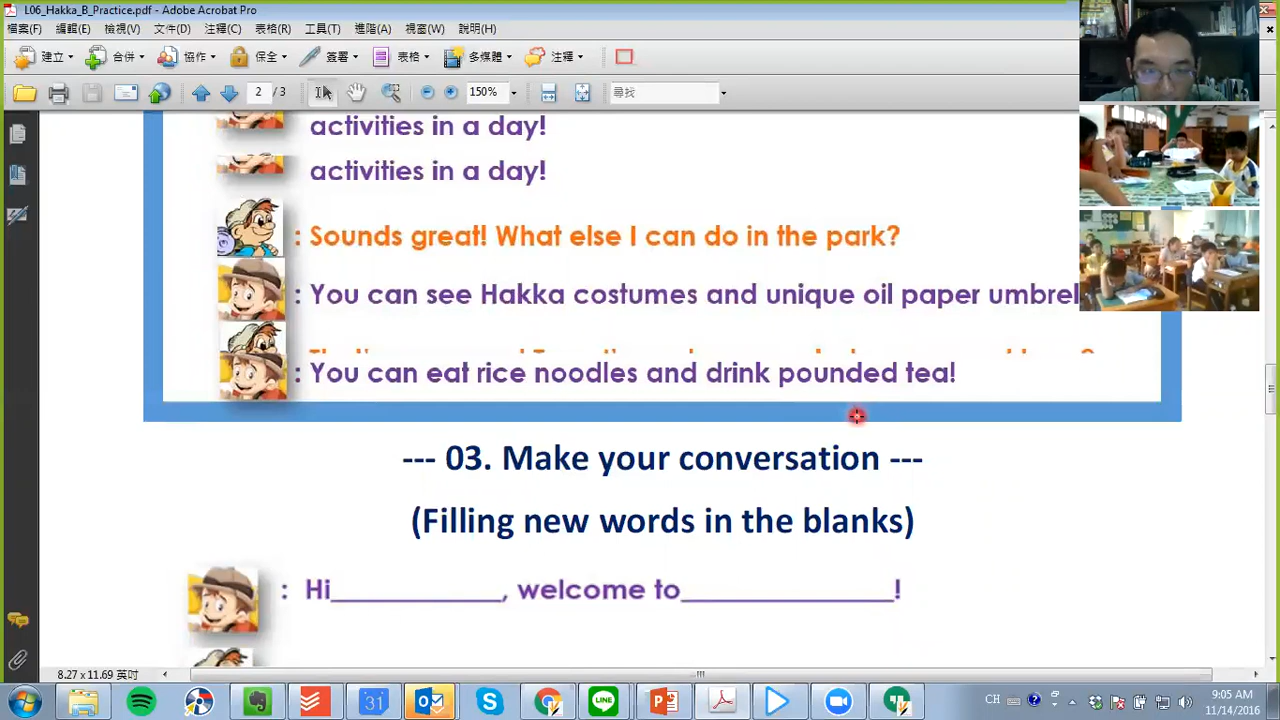 L06_Hakka_B_Practice.pdf - Adobe Acrobat Pro
檔案(F) 編輯(E) 檢視(V) 文件(D) 注釋(C) 表格(R) 工具(T) 進階(A) 視窗(W) 說明(H)
建立 合併 協作 保全 簽署 表格 多媒體 注釋
2 / 3 150% 尋找
activities in a day!
activities in a day!
: Sounds great! What else I can do in the park?
: You can see Hakka costumes and unique oil paper umbrel
: You can eat rice noodles and drink pounded tea!
--- 03. Make your conversation ---
(Filling new words in the blanks)
: Hi__________, welcome to_____________!
8.27 x 11.69 英吋
CH 9:05 AM
11/14/2016